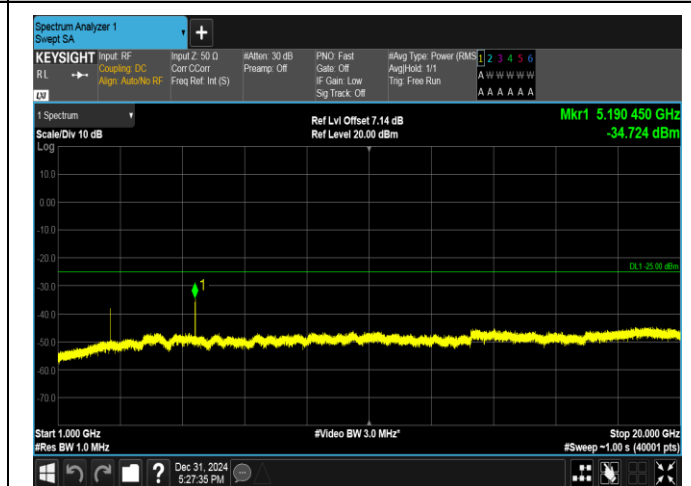 Spectrum Analyzer 1
Swept SA
+
KEYSIGHT Input: RF Input Z: 50 Ω #Atten: 30 dB PNO: Fast #Avg Type: Power (RMS 1 2 3 4 5 6
RL Coupling: DC Corr CCorr Preamp: Off Gate: Off Avg|Hold: 1/1 A W W W W W
Align: Auto/No RF Freq Ref: Int (S) IF Gain: Low Trig: Free Run
Sig Track: Off A A A A A A
LXI
1 Spectrum Ref Lvl Offset 7.14 dB Mkr1 5.190 450 GHz
Scale/Div 10 dB Ref Level 20.00 dBm -34.724 dBm
Log
10.0
0.00
-10.0
-20.0
DL1 -25.00 dBm
-30.0
1
-40.0
-50.0
-60.0
-70.0
Start 1.000 GHz #Video BW 3.0 MHz* Stop 20.000 GHz
#Res BW 1.0 MHz #Sweep ~1.00 s (40001 pts)
? Dec 31, 2024
5:27:35 PM